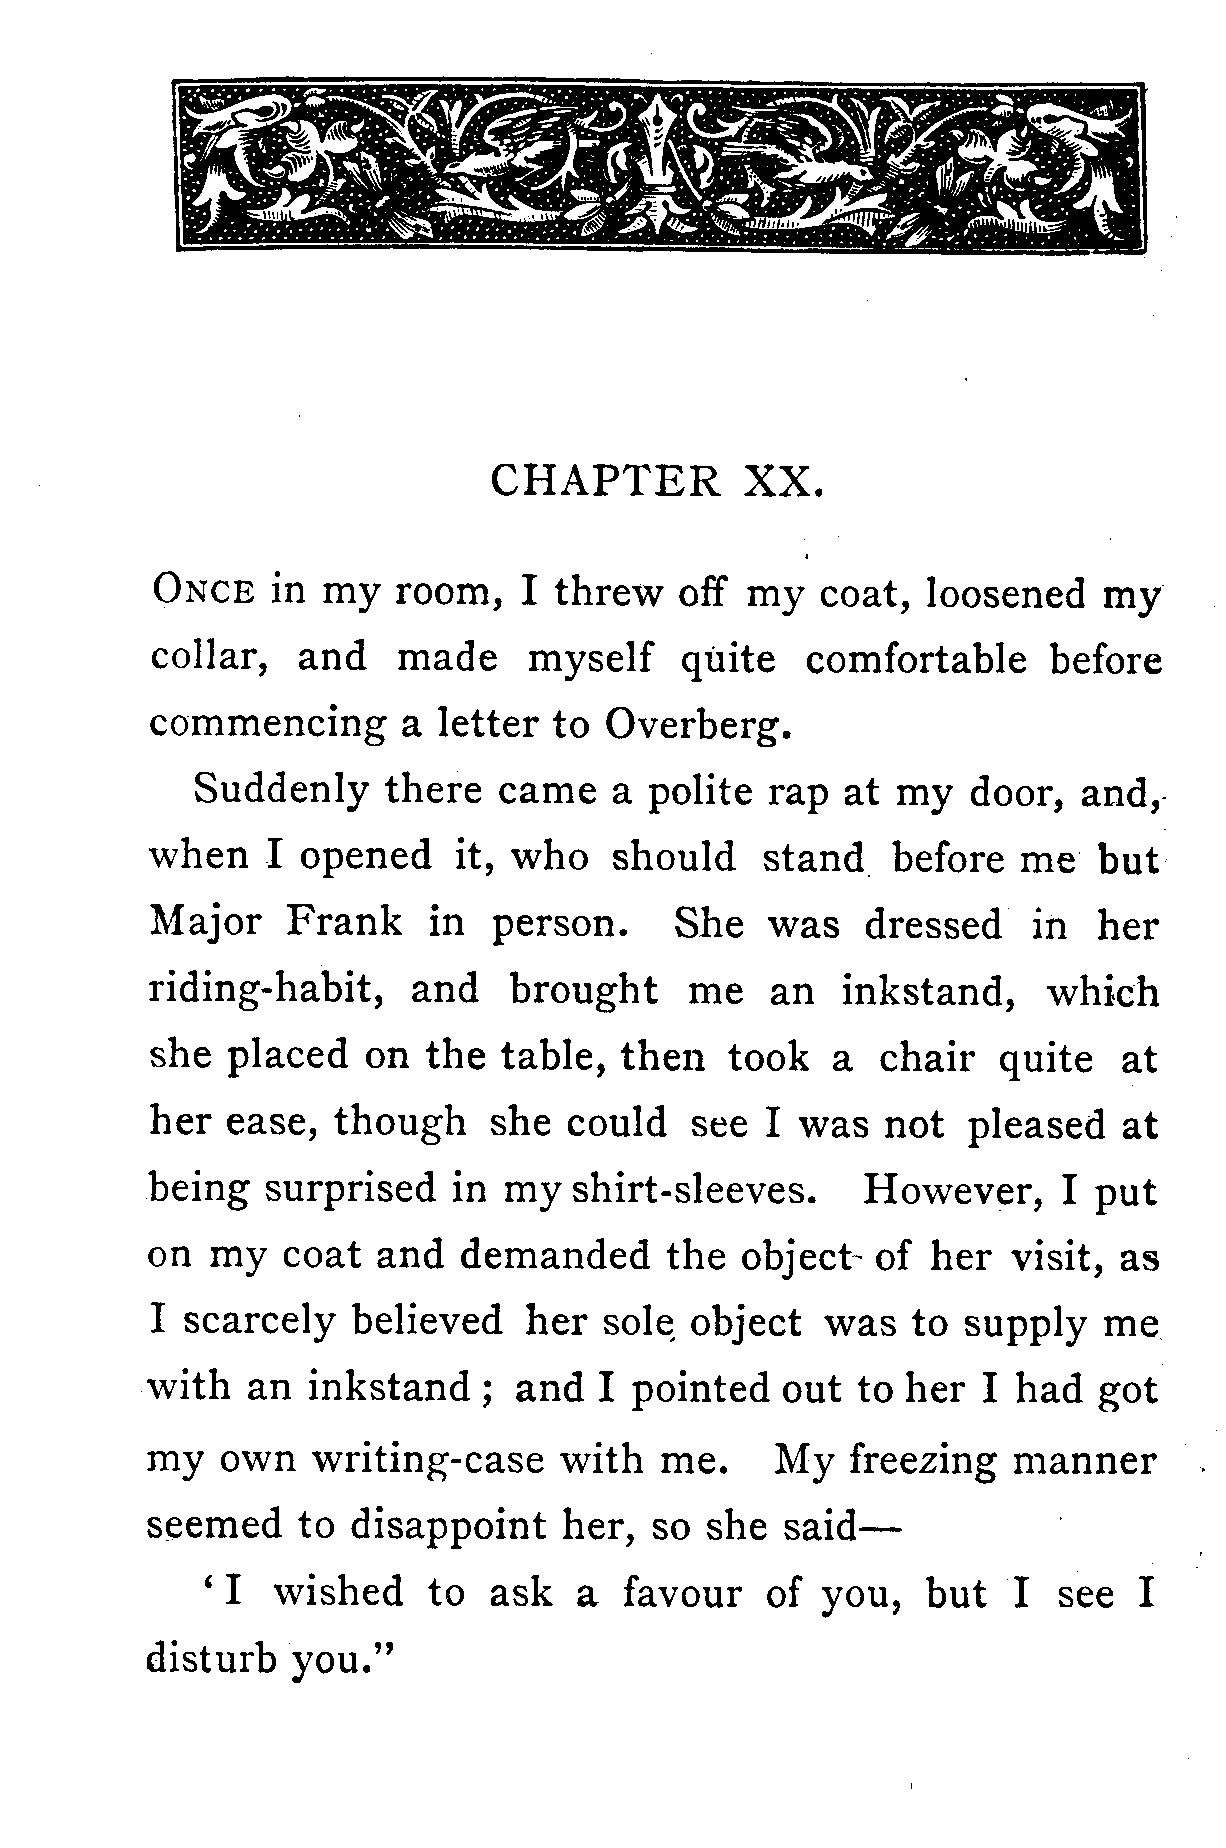 CHAPTER XX.
ONCE in my room, I threw off my coat, loosened my
collar, and made myself quite comfortable before
commencing a letter to Overberg.
Suddenly there came a polite rap at my door, and,
when I opened it, who should stand before me but
Major Frank in person. She was dressed in her
riding-habit, and brought me an inkstand, which
she placed on the table, then took a chair quite at
her ease, though she could see I was not pleased at
being surprised in my shirt-sleeves. However, I put
on my coat and demanded the object of her visit, as
I scarcely believed her sole object was to supply me
with an inkstand ; and I pointed out to her I had got
my own writing-case with me. My freezing manner
seemed to disappoint her, so she said—
‘ I wished to ask a favour of you, but I see I
disturb you.”